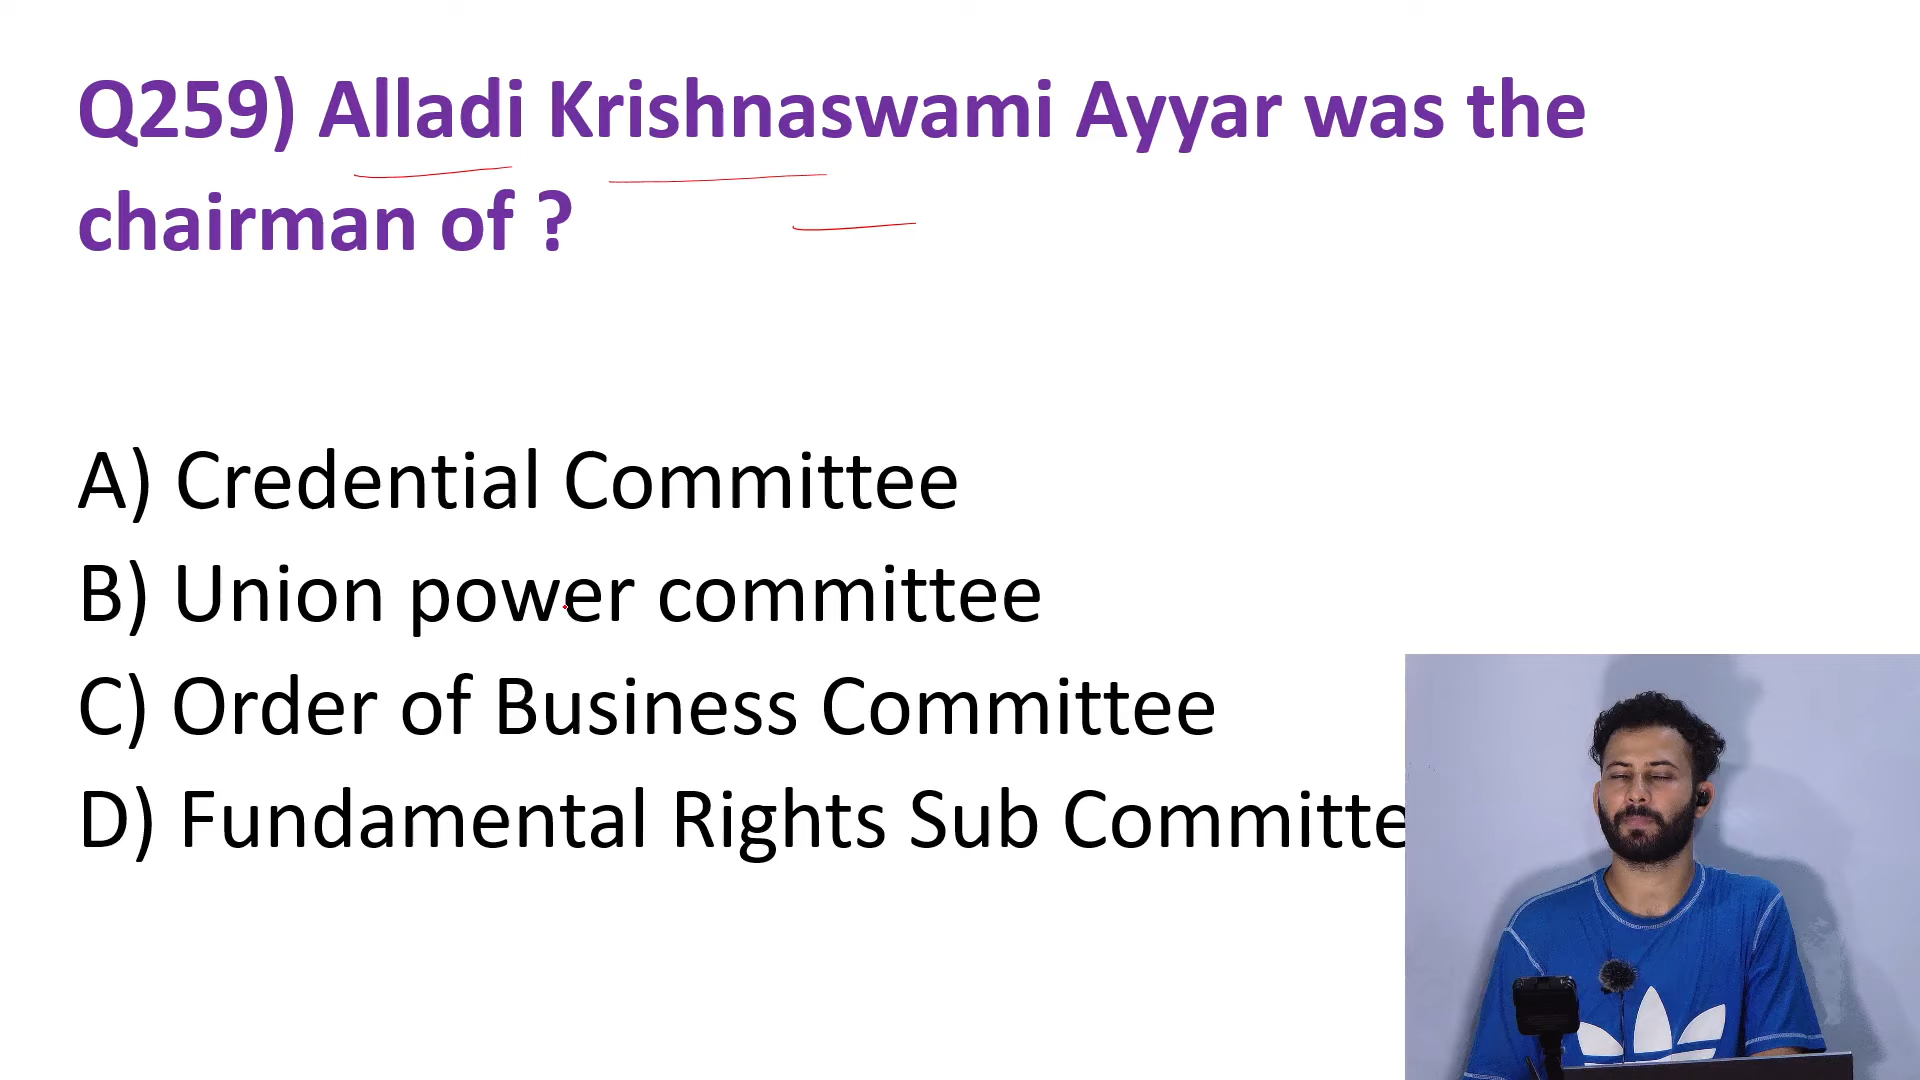 Q259) Alladi Krishnaswami Ayyar was the
chairman of ?
A) Credential Committee
B) Union power committee
C) Order of Business Committee
D) Fundamental Rights Sub Committe